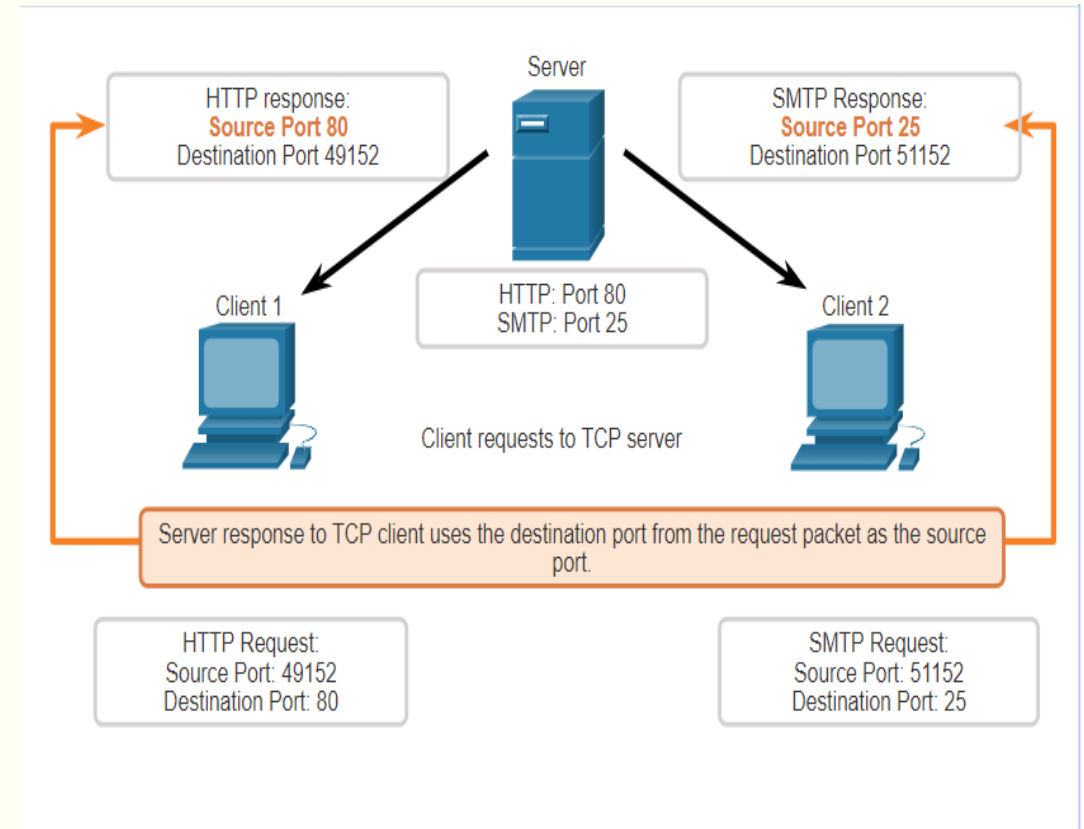 Server
HTTP response:
Source Port 80
Destination Port 49152
SMTP Response:
Source Port 25
Destination Port 51152
HTTP: Port 80
SMTP: Port 25
Client 1
Client 2
Client requests to TCP server
Server response to TCP client uses the destination port from the request packet as the source
port.
HTTP Request:
Source Port: 49152
Destination Port: 80
SMTP Request:
Source Port: 51152
Destination Port: 25